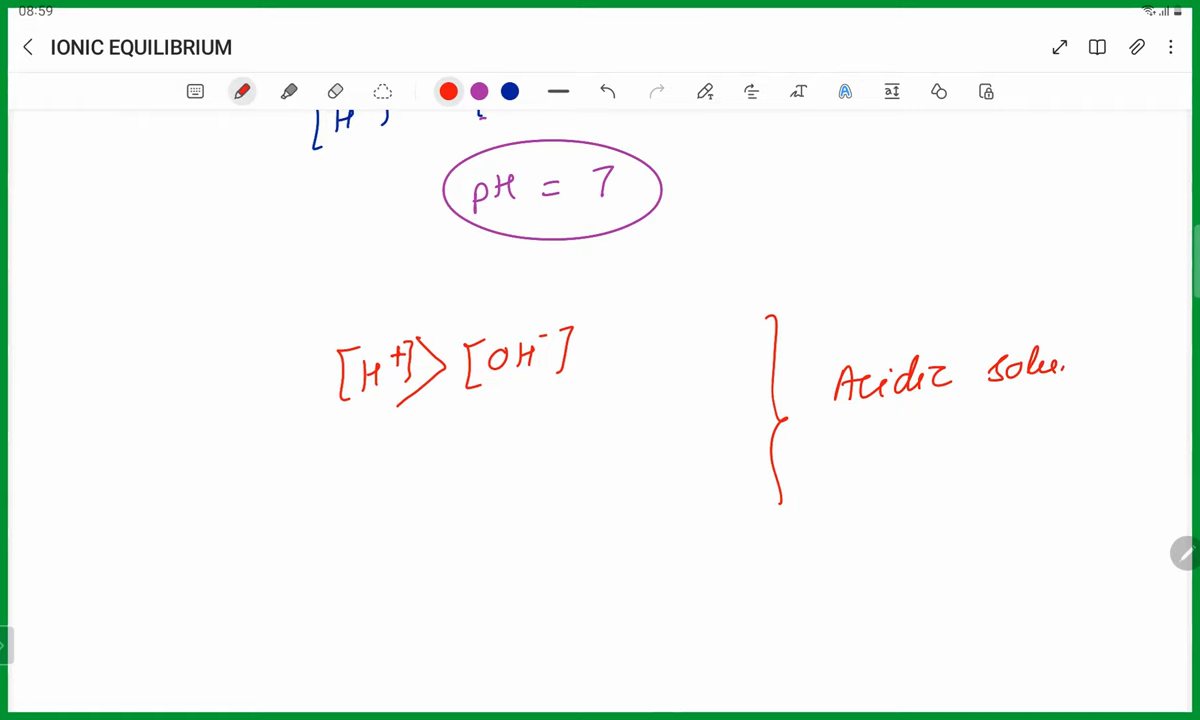 08:59
IONIC EQUILIBRIUM
pH = 7
[H+] > [OH-]
Acidic solu.